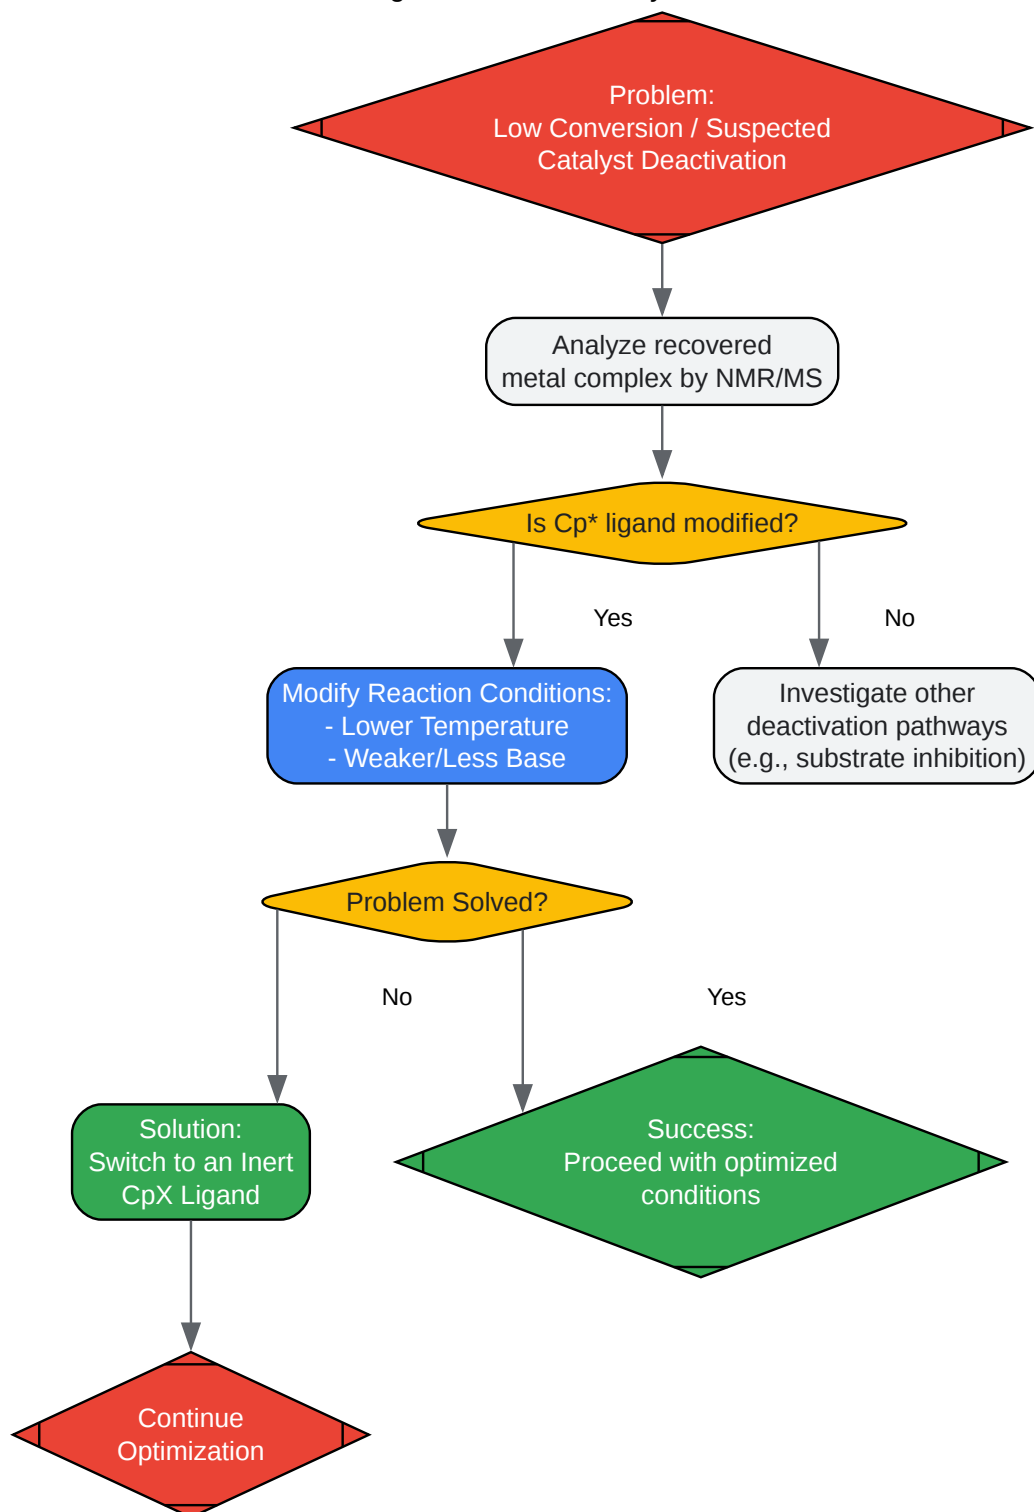 Problem:
Low Conversion / Suspected
Catalyst Deactivation
Analyze recovered
metal complex by NMR/MS
Is Cp* ligand modified?
Yes
No
Modify Reaction Conditions:
- Lower Temperature
- Weaker/Less Base
Investigate other
deactivation pathways
(e.g., substrate inhibition)
Problem Solved?
No
Yes
Solution:
Switch to an Inert
CpX Ligand
Success:
Proceed with optimized
conditions
Continue
Optimization